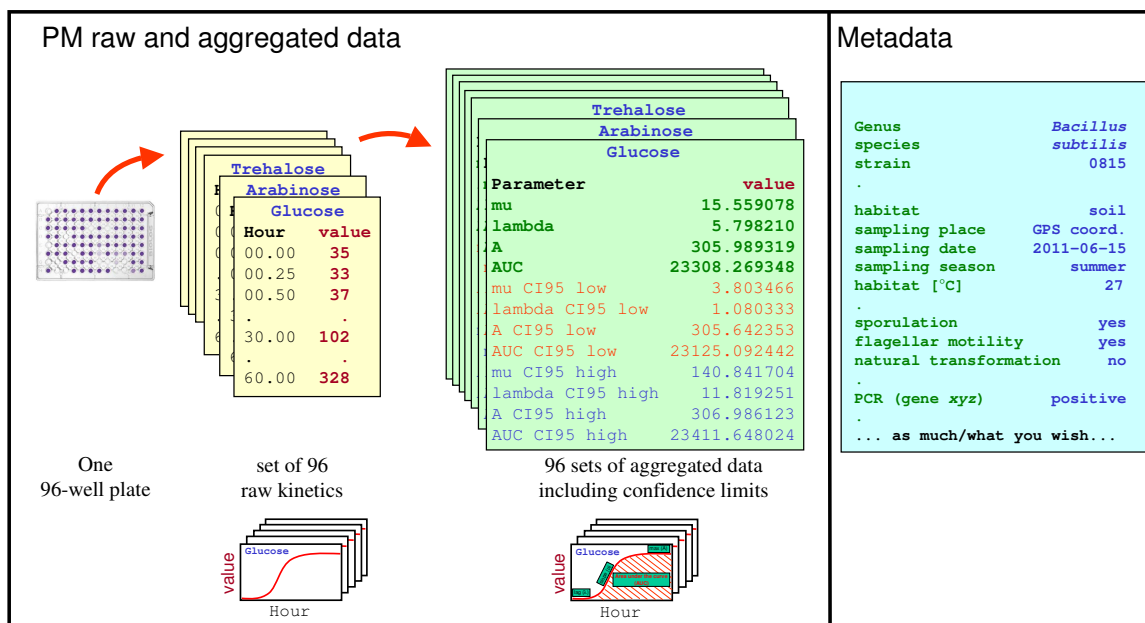 PM raw and aggregated data
Metadata
Trehalose
Arabinose
Glucose
Hour value
00.00 35
00.25 33
00.50 37
. .
30.00 102
. .
60.00 328
Trehalose
Arabinose
Glucose
Parameter value
mu 15.559078
lambda 5.798210
A 305.989319
AUC 23308.269348
mu CI95 low 3.803466
lambda CI95 low 1.080333
A CI95 low 305.642353
AUC CI95 low 23125.092442
mu CI95 high 140.841704
lambda CI95 high 11.819251
A CI95 high 306.986123
AUC CI95 high 23411.648024
Genus Bacillus
species subtilis
strain 0815
.
habitat soil
sampling place GPS coord.
sampling date 2011-06-15
sampling season summer
habitat [°C] 27
.
sporulation yes
flagellar motility yes
natural transformation no
.
PCR (gene xyz) positive
.
... as much/what you wish...
One
96-well plate
set of 96
raw kinetics
96 sets of aggregated data
including confidence limits
Glucose
value
Hour
Glucose
max (A)
Area under the curve
(AUC)
lag (λ)
value
Hour